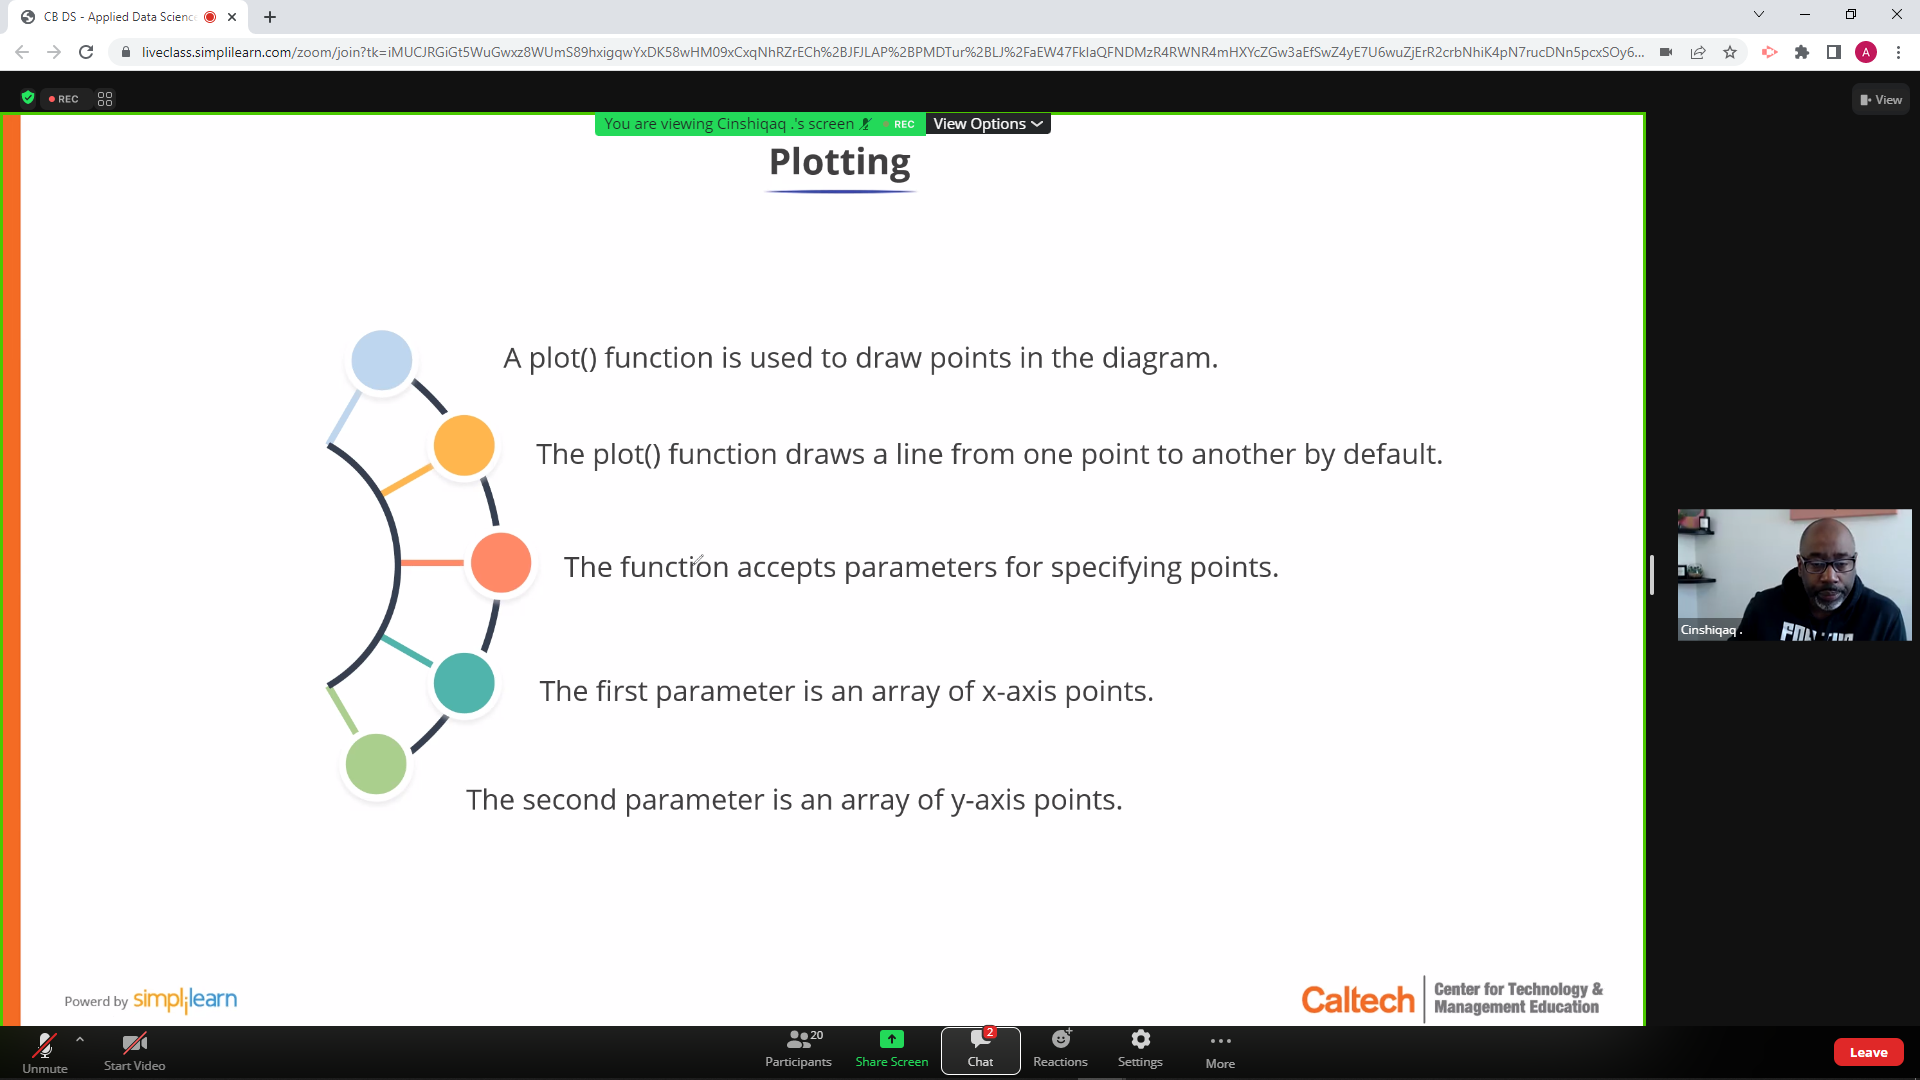 CB DS - Applied Data Scienc
liveclass.simplilearn.com/zoom/join?tk=iMUCJRGiGt5WuGwxz8WUmS89hxigqwYxDK58wHM09xCxqNhRZrECh%2BJFJLAP%2BPMDTur%2BLJ%2FaEW47FklaQFNDMzR4RWNR4mHXYcZGw3aEfSwZ4yE7U6wuZjErR2crbNhiK4pN7rucDNn5pcxSOy6...
A
REC
View
You are viewing Cinshiqaq .'s screen REC View Options
Plotting
A plot() function is used to draw points in the diagram.
The plot() function draws a line from one point to another by default.
The function accepts parameters for specifying points.
The first parameter is an array of x-axis points.
The second parameter is an array of y-axis points.
Cinshiqaq .
Powerd by simplilearn
Caltech
Center for Technology &
Management Education
Unmute
Start Video
20
Participants
Share Screen
2
Chat
Reactions
Settings
More
Leave